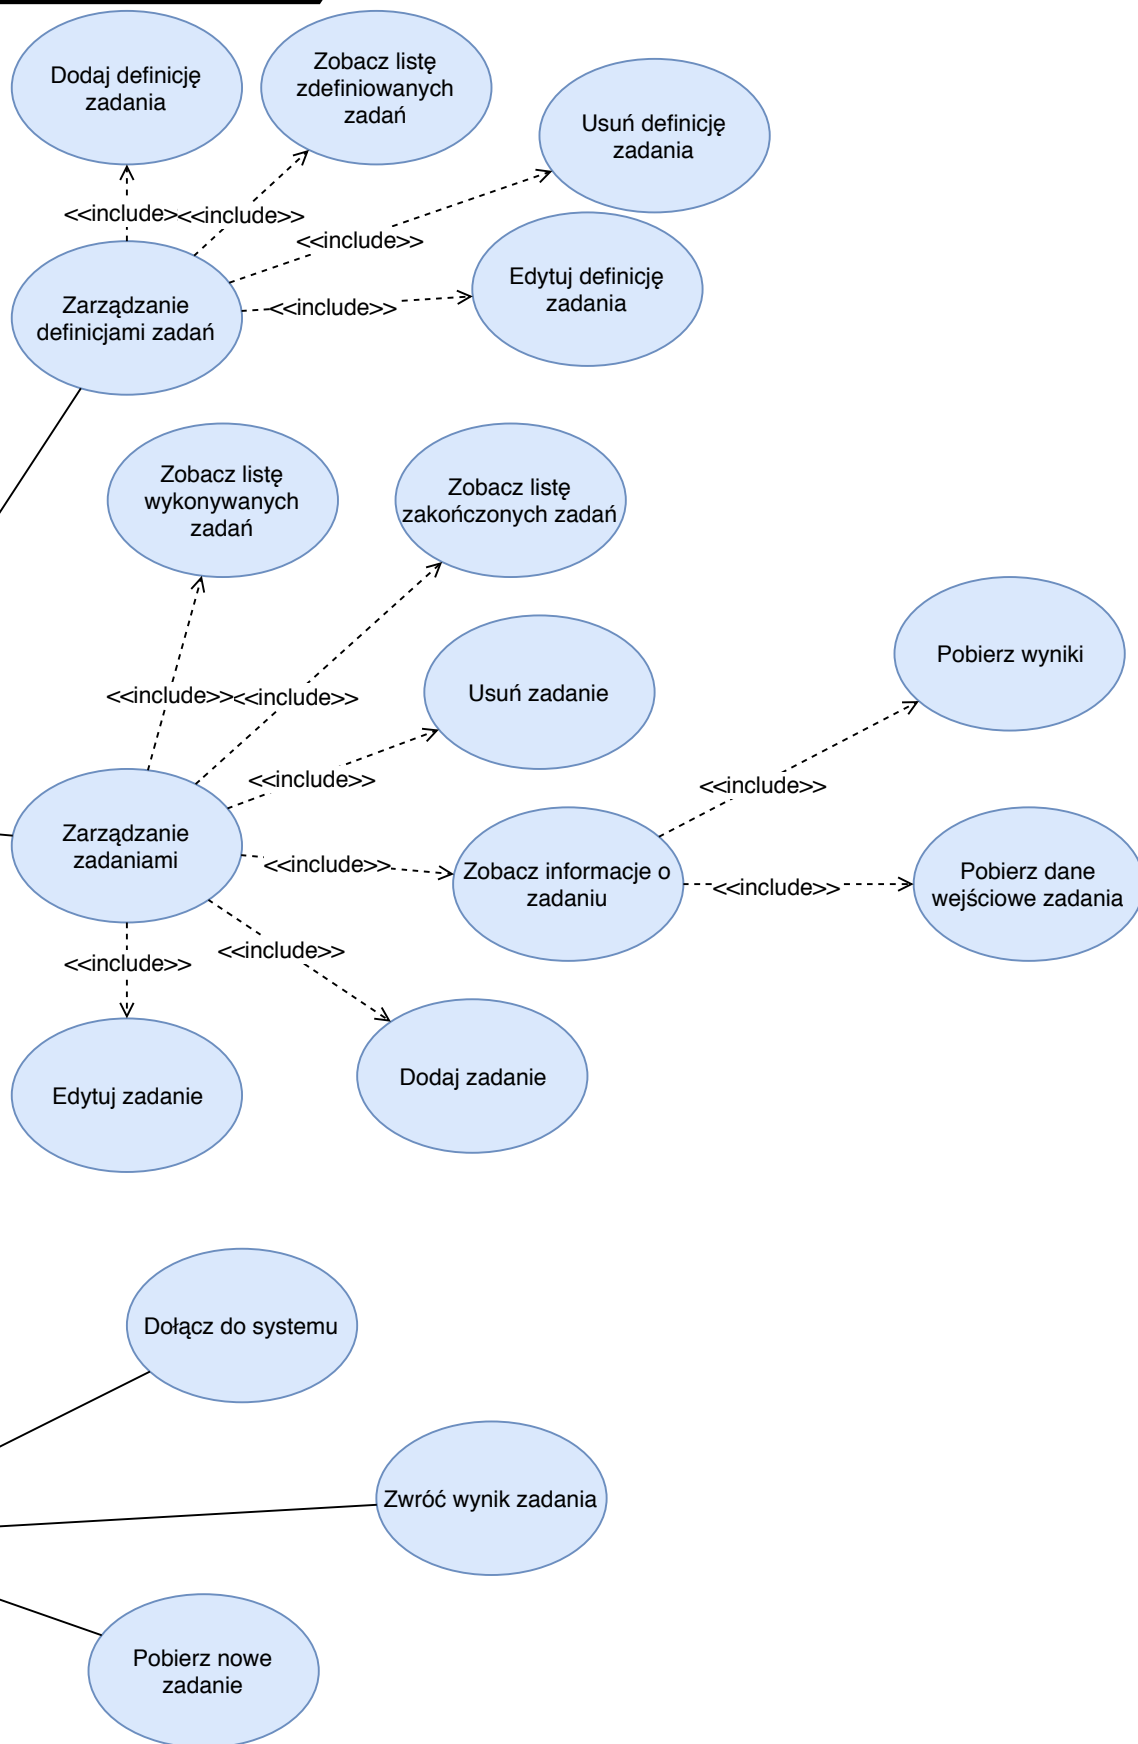 Dodaj definicję
zadania
Zobacz listę
zdefiniowanych
zadań
Usuń definicję
zadania
<<include>
<<include>>
<<include>>
Edytuj definicję
zadania
Zarządzanie
definicjami zadań
<<include>>
Zobacz listę
wykonywanych
zadań
Zobacz listę
zakończonych zadań
Pobierz wyniki
<<include>>
<<include>>
Usuń zadanie
<<include>>
<<include>>
Zarządzanie
zadaniami
<<include>>
Zobacz informacje o
zadaniu
<<include>>
Pobierz dane
wejściowe zadania
<<include>>
<<include>>
Edytuj zadanie
Dodaj zadanie
Dołącz do systemu
Zwróć wynik zadania
Pobierz nowe
zadanie